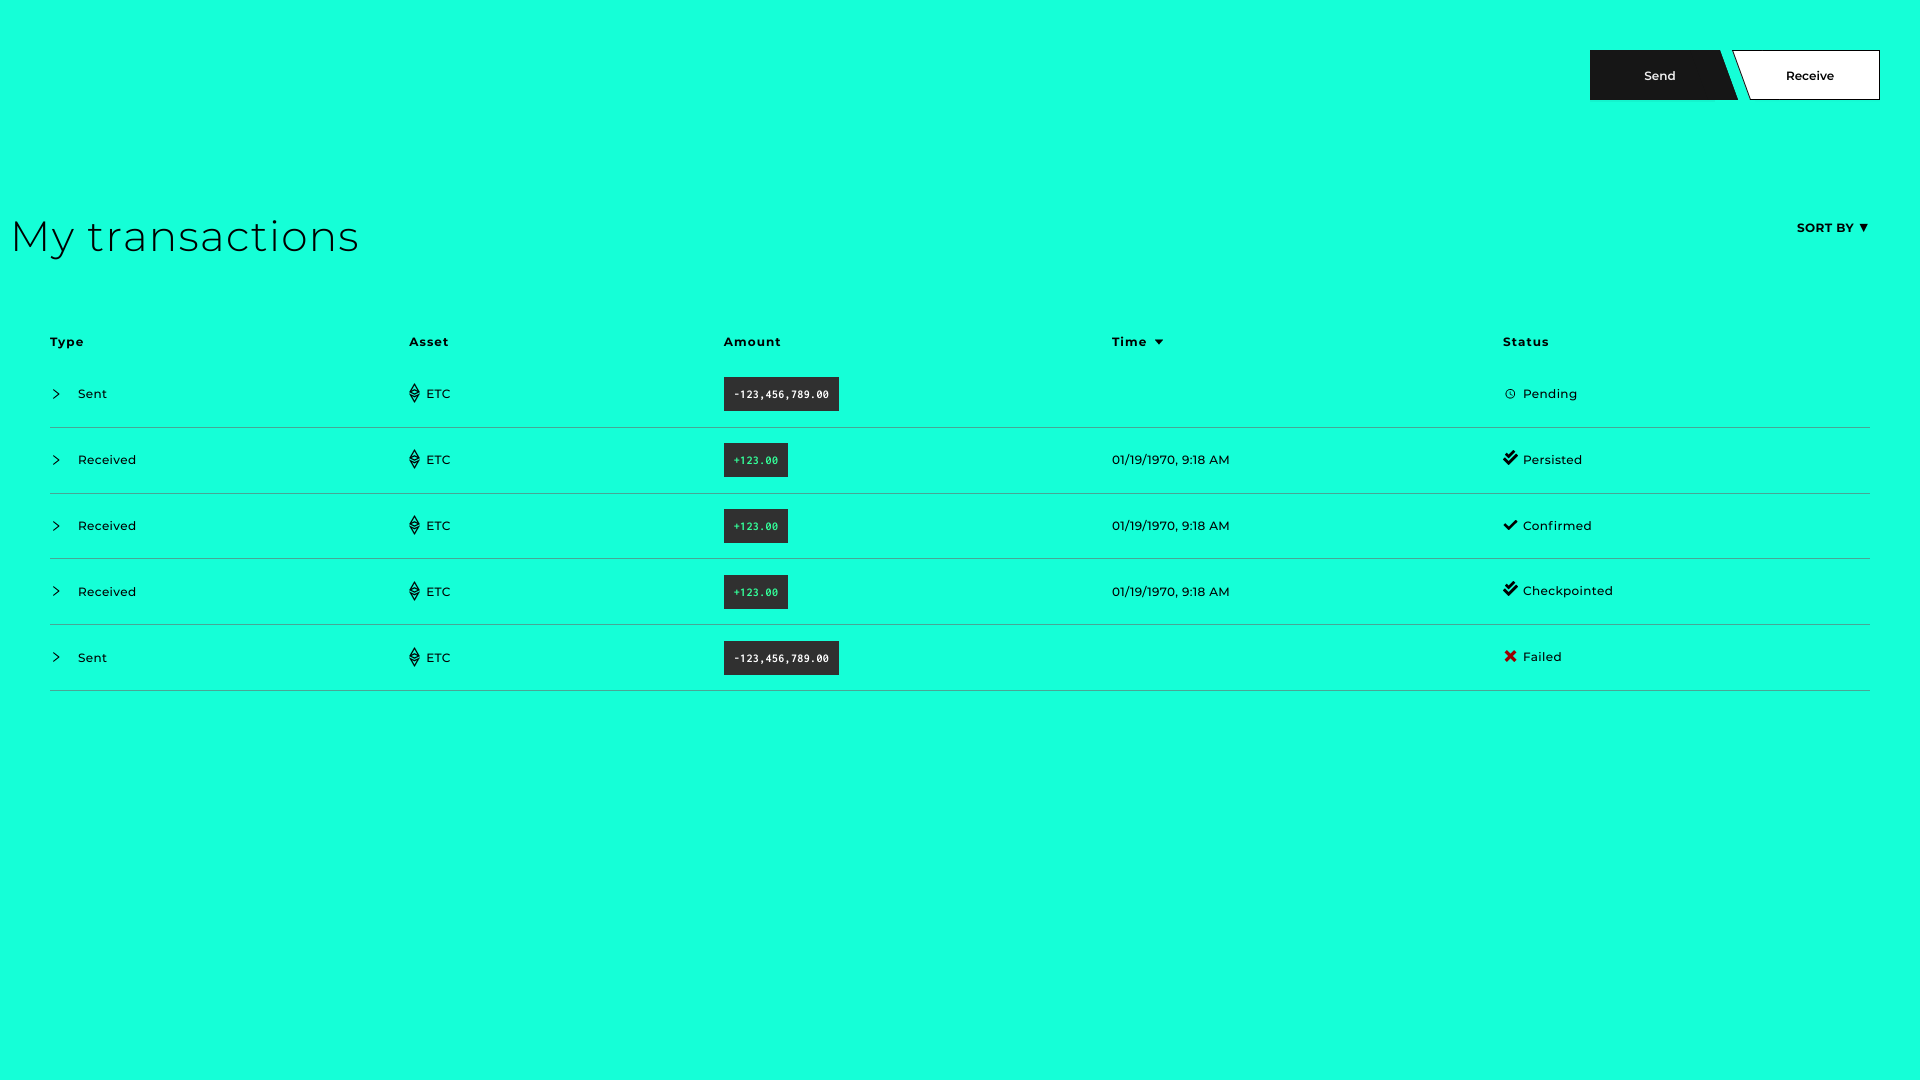 Send
Receive
My transactions
SORT BY ▼
Type Asset Amount Time Status
Sent ETC -123,456,789.00 Pending
Received ETC +123.00 01/19/1970, 9:18 AM Persisted
Received ETC +123.00 01/19/1970, 9:18 AM Confirmed
Received ETC +123.00 01/19/1970, 9:18 AM Checkpointed
Sent ETC -123,456,789.00 Failed